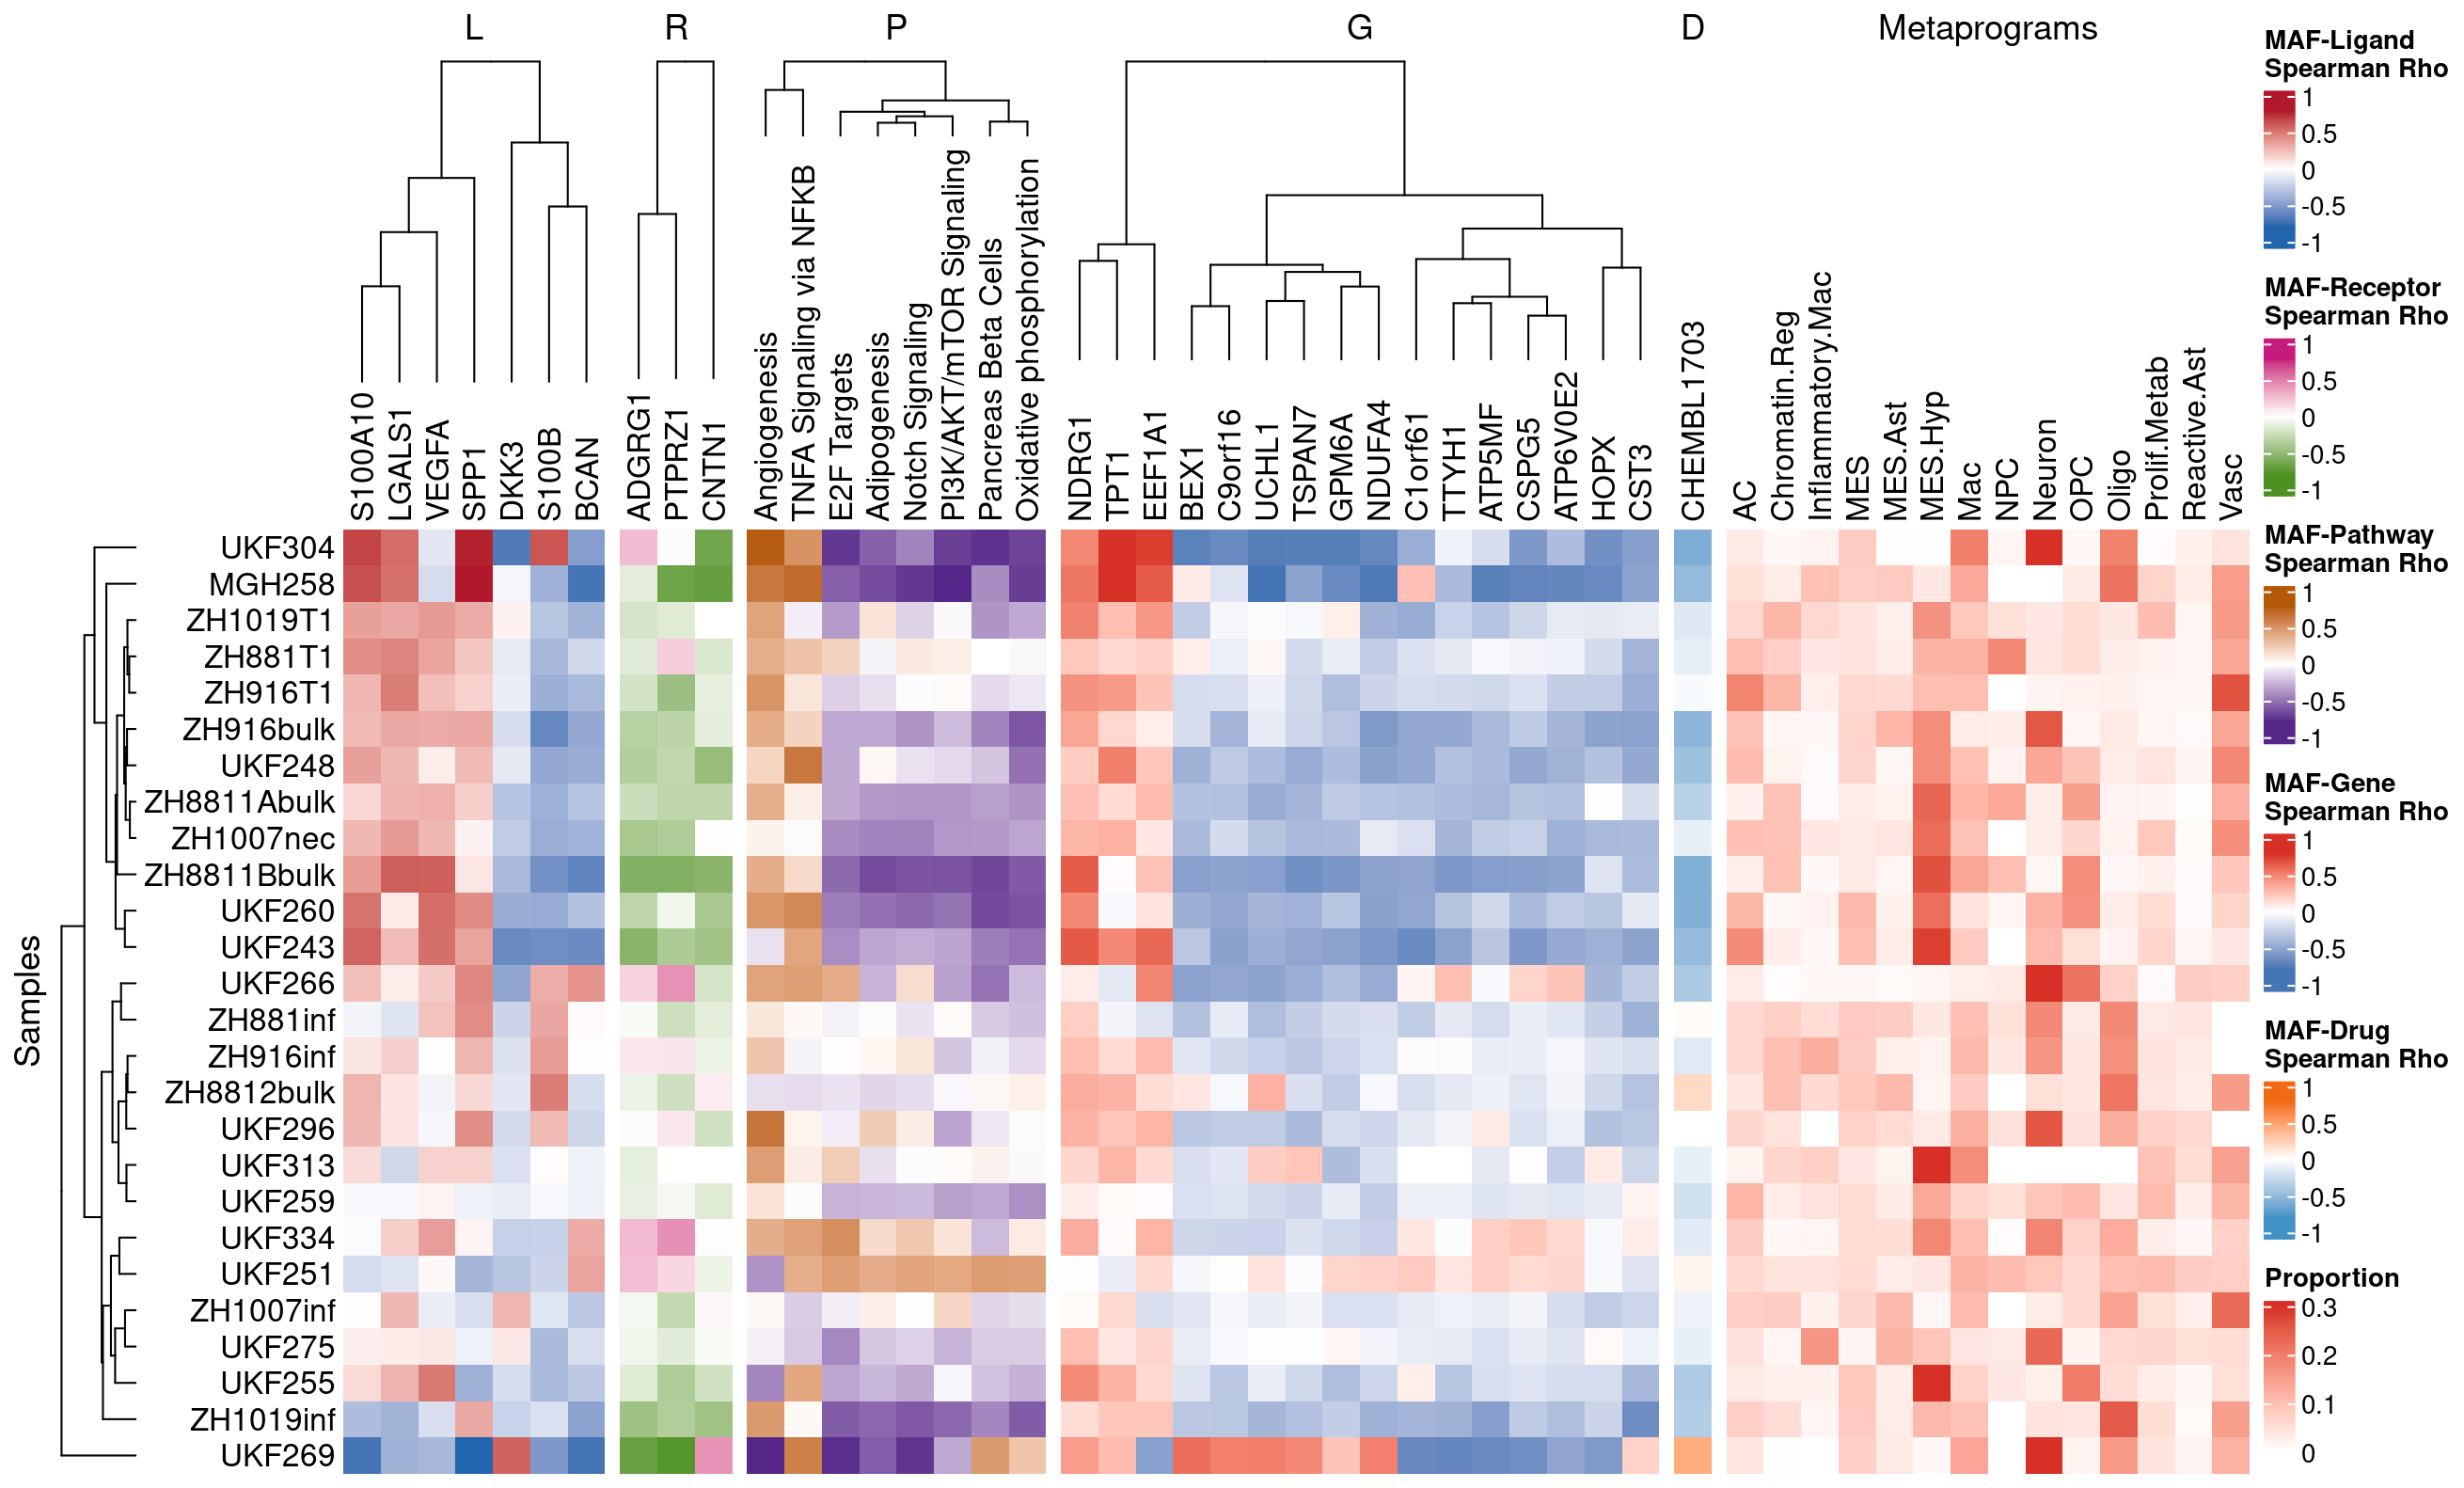 L R P G D Metaprograms
S100A10
LGALS1
VEGFA
SPP1
DKK3
S100B
BCAN
ADGRG1
PTPRZ1
CNTN1
Angiogenesis
TNFA Signaling via NFKB
E2F Targets
Adipogenesis
Notch Signaling
PI3K/AKT/mTOR Signaling
Pancreas Beta Cells
Oxidative phosphorylation
NDRG1
TPT1
EEF1A1
BEX1
C9orf16
UCHL1
TSPAN7
GPM6A
NDUFA4
C1orf61
TTYH1
ATP5MF
CSPG5
ATP6V0E2
HOPX
CST3
CHEMBL1703
AC
Chromatin.Reg
Inflammatory.Mac
MES
MES.Ast
MES.Hyp
Mac
NPC
Neuron
OPC
Oligo
Prolif.Metab
Reactive.Ast
Vasc
Samples
UKF304
MGH258
ZH1019T1
ZH881T1
ZH916T1
ZH916bulk
UKF248
ZH8811Abulk
ZH1007nec
ZH8811Bbulk
UKF260
UKF243
UKF266
ZH881inf
ZH916inf
ZH8812bulk
UKF296
UKF313
UKF259
UKF334
UKF251
ZH1007inf
UKF275
UKF255
ZH1019inf
UKF269
MAF-Ligand
Spearman Rho
1
0.5
0
-0.5
-1
MAF-Receptor
Spearman Rho
1
0.5
0
-0.5
-1
MAF-Pathway
Spearman Rho
1
0.5
0
-0.5
-1
MAF-Gene
Spearman Rho
1
0.5
0
-0.5
-1
MAF-Drug
Spearman Rho
1
0.5
0
-0.5
-1
Proportion
0.3
0.2
0.1
0